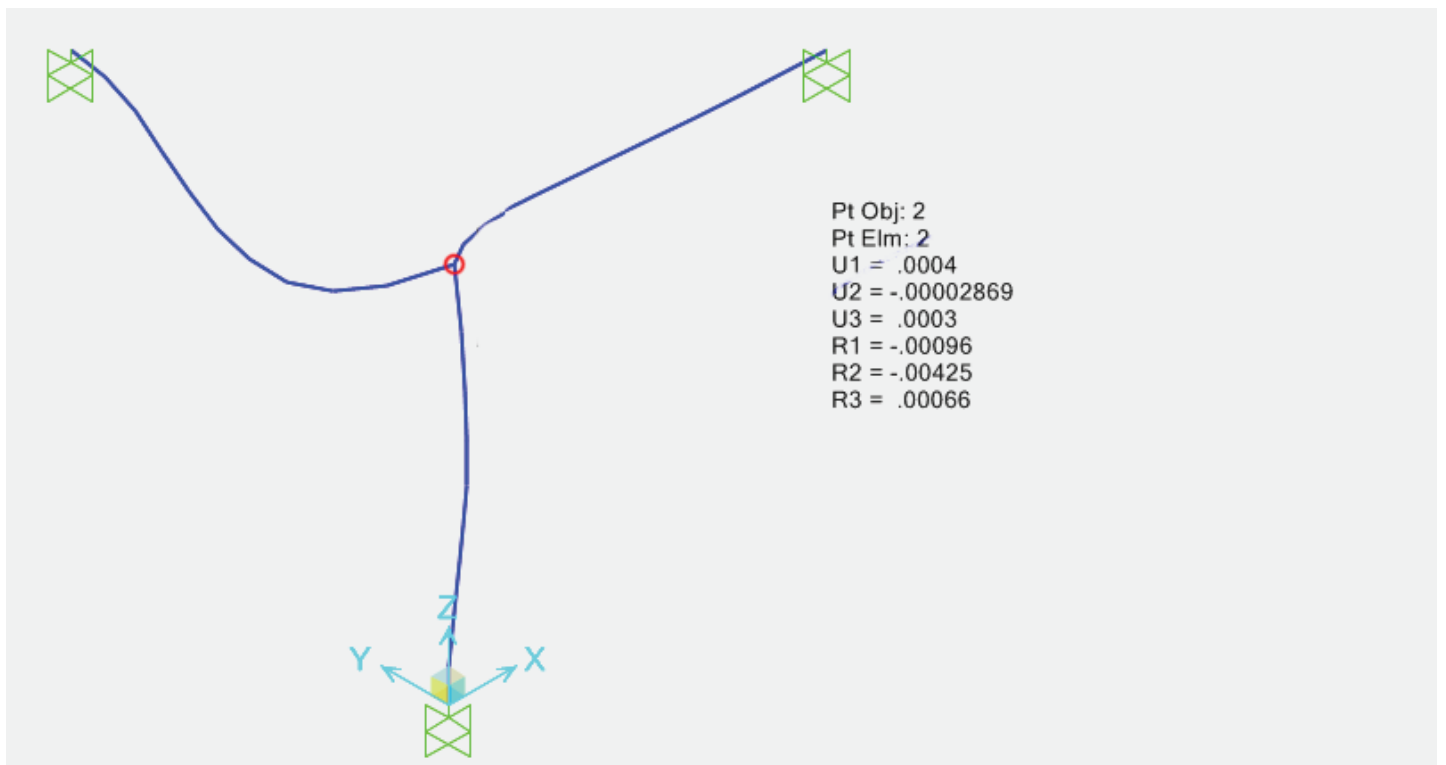 Pt Obj: 2
Pt Elm: 2
U1 = .0004
U2 = -.00002869
U3 = .0003
R1 = -.00096
R2 = -.00425
R3 = .00066
Z
Y
X